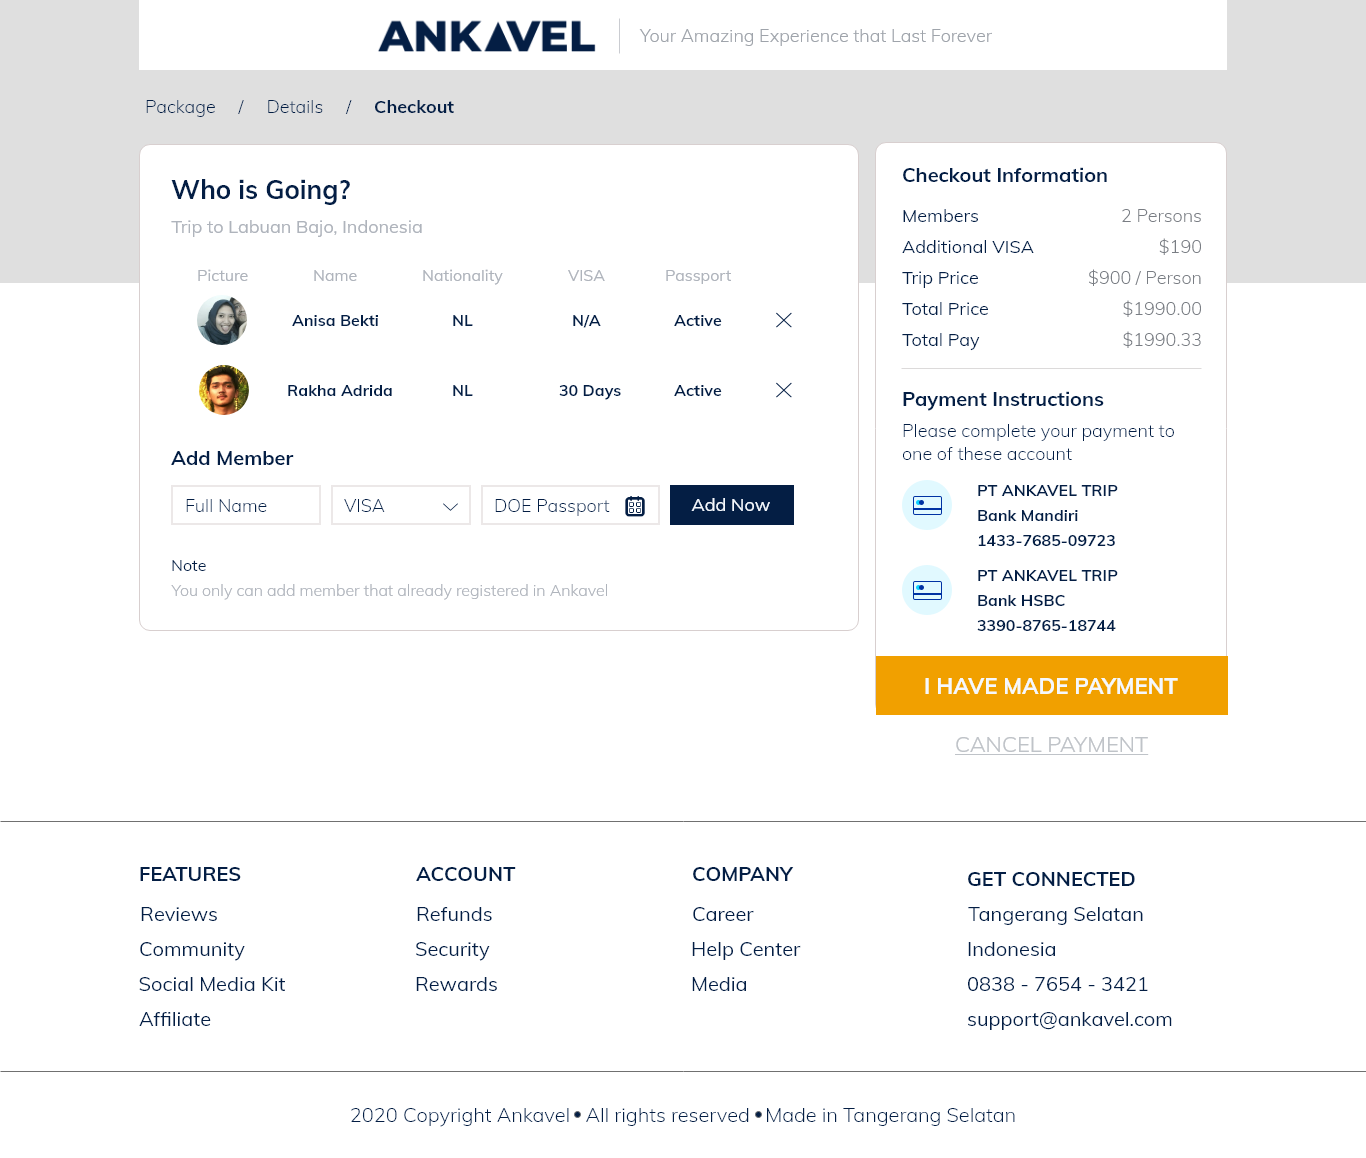 ANKAVEL
Your Amazing Experience that Last Forever
Package / Details / Checkout
Who is Going?
Trip to Labuan Bajo, Indonesia
Picture Name Nationality VISA Passport
Anisa Bekti NL N/A Active
Rakha Adrida NL 30 Days Active
Add Member
Full Name VISA DOE Passport Add Now
Note
You only can add member that already registered in Ankavel
Checkout Information
Members 2 Persons
Additional VISA $190
Trip Price $900 / Person
Total Price $1990.00
Total Pay $1990.33
Payment Instructions
Please complete your payment to
one of these account
PT ANKAVEL TRIP
Bank Mandiri
1433-7685-09723
PT ANKAVEL TRIP
Bank HSBC
3390-8765-18744
I HAVE MADE PAYMENT
CANCEL PAYMENT
FEATURES
Reviews
Community
Social Media Kit
Affiliate
ACCOUNT
Refunds
Security
Rewards
COMPANY
Career
Help Center
Media
GET CONNECTED
Tangerang Selatan
Indonesia
0838 - 7654 - 3421
support@ankavel.com
2020 Copyright Ankavel • All rights reserved • Made in Tangerang Selatan